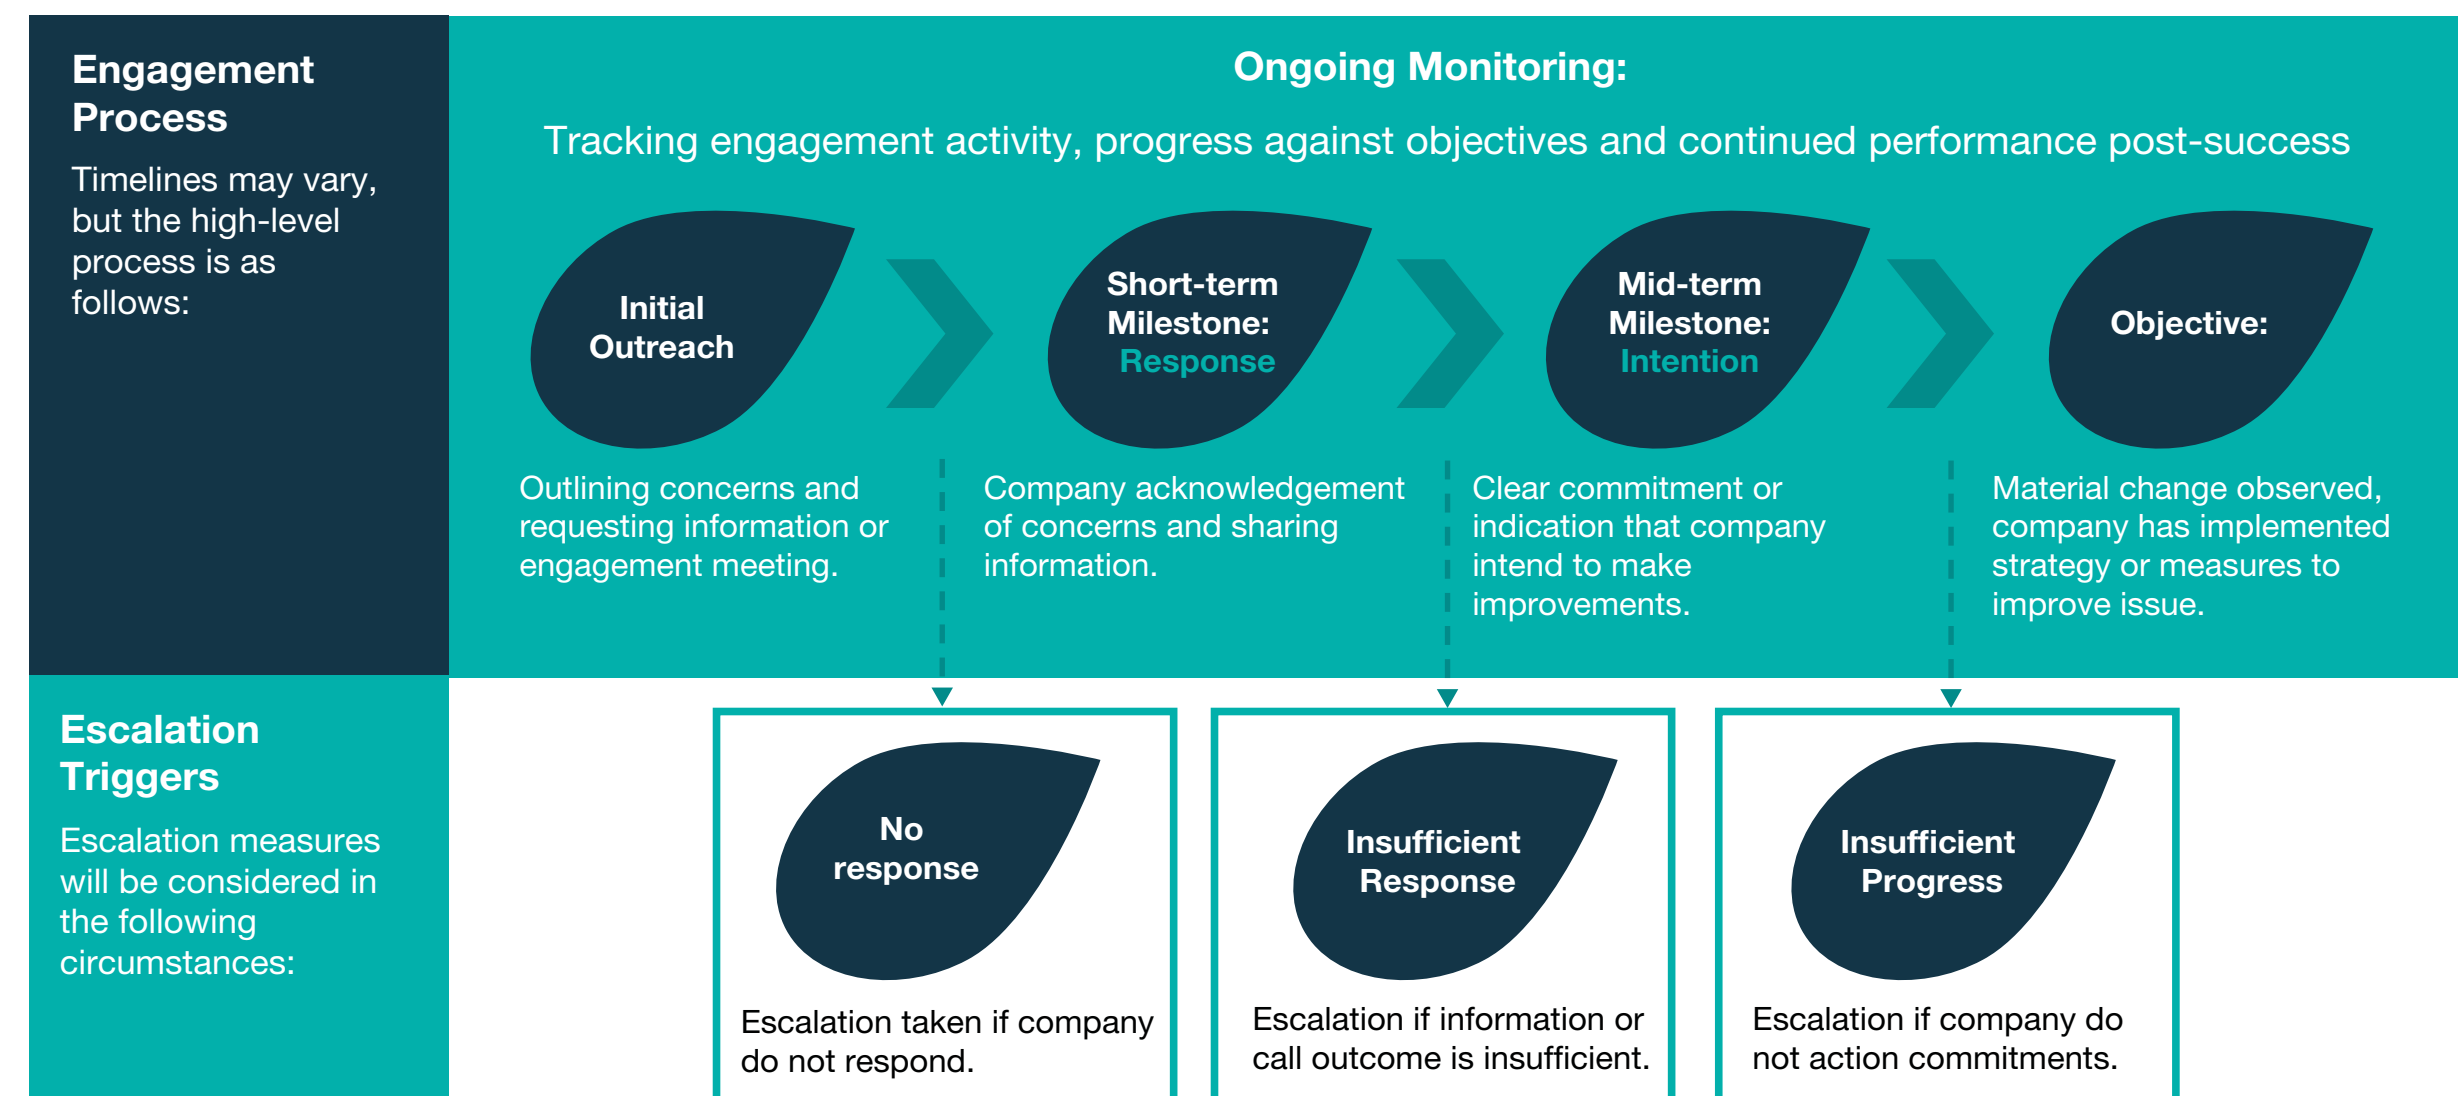 Engagement
Process
Timelines may vary,
but the high-level
process is as
follows:
Ongoing Monitoring:
Tracking engagement activity, progress against objectives and continued performance post-success
Initial
Outreach
Outlining concerns and
requesting information or
engagement meeting.
Short-term
Milestone:
Response
Company acknowledgement
of concerns and sharing
information.
Mid-term
Milestone:
Intention
Clear commitment or
indication that company
intend to make
improvements.
Objective:
Material change observed,
company has implemented
strategy or measures to
improve issue.
Escalation
Triggers
Escalation measures
will be considered in
the following
circumstances:
No
response
Escalation taken if company
do not respond.
Insufficient
Response
Escalation if information or
call outcome is insufficient.
Insufficient
Progress
Escalation if company do
not action commitments.